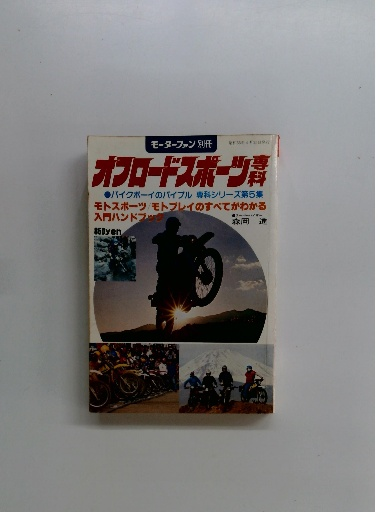 モーターファン 別冊
オフロードスポーツ専科
●バイクボーイのバイブル 専科シリーズ第5集
モトスポーツ/モトプレイのすべてがわかる
入門ハンドブック
森岡 進
850yen